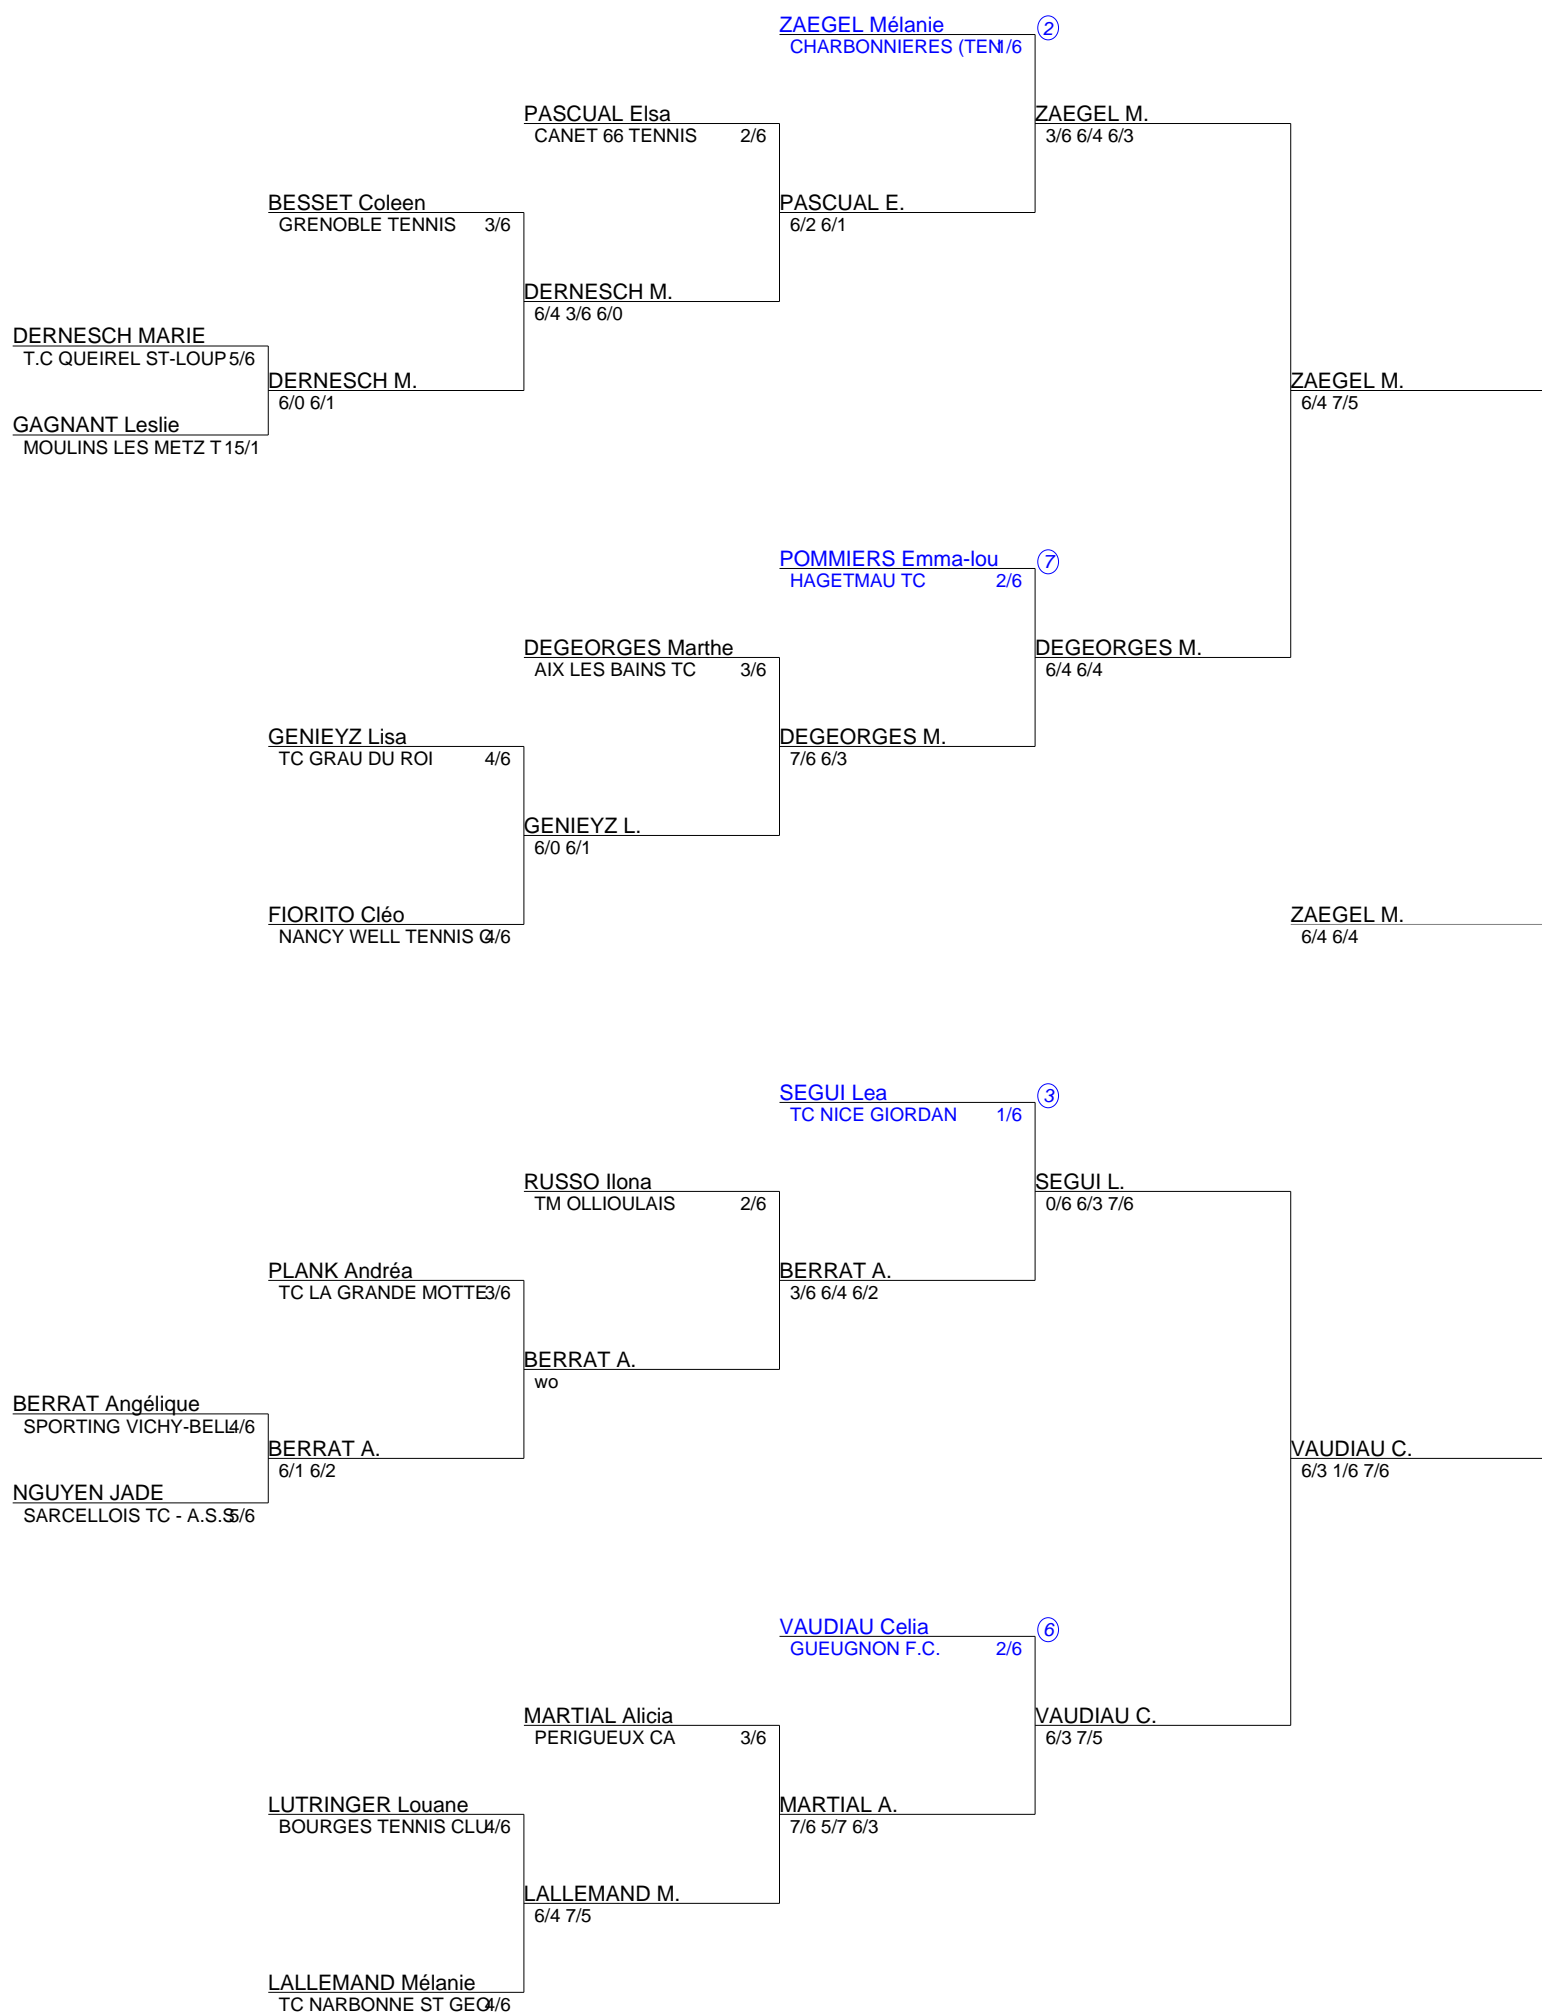 ZAEGEL Mélanie 2
CHARBONNIERES (TEN 1/6
PASCUAL Elsa
CANET 66 TENNIS 2/6
ZAEGEL M.
3/6 6/4 6/3
BESSET Coleen
GRENOBLE TENNIS 3/6
PASCUAL E.
6/2 6/1
DERNESCH M.
6/4 3/6 6/0
DERNESCH MARIE
T.C QUEIREL ST-LOUP 5/6
DERNESCH M.
6/0 6/1
ZAEGEL M.
6/4 7/5
GAGNANT Leslie
MOULINS LES METZ T 15/1
POMMIERS Emma-lou 7
HAGETMAU TC 2/6
DEGEORGES Marthe
AIX LES BAINS TC 3/6
DEGEORGES M.
6/4 6/4
GENIEYZ Lisa
TC GRAU DU ROI 4/6
DEGEORGES M.
7/6 6/3
GENIEYZ L.
6/0 6/1
FIORITO Cléo
NANCY WELL TENNIS 4/6
ZAEGEL M.
6/4 6/4
SEGUI Lea 3
TC NICE GIORDAN 1/6
RUSSO Ilona
TM OLLIOULAIS 2/6
SEGUI L.
0/6 6/3 7/6
PLANK Andréa
TC LA GRANDE MOTTE 3/6
BERRAT A.
3/6 6/4 6/2
BERRAT A.
wo
BERRAT Angélique
SPORTING VICHY-BELL 4/6
BERRAT A.
6/1 6/2
VAUDIAU C.
6/3 1/6 7/6
NGUYEN JADE
SARCELLOIS TC - A.S.S 5/6
VAUDIAU Celia 6
GUEUGNON F.C. 2/6
MARTIAL Alicia
PERIGUEUX CA 3/6
VAUDIAU C.
6/3 7/5
LUTRINGER Louane
BOURGES TENNIS CLU 4/6
MARTIAL A.
7/6 5/7 6/3
LALLEMAND M.
6/4 7/5
LALLEMAND Mélanie
TC NARBONNE ST GEO 4/6